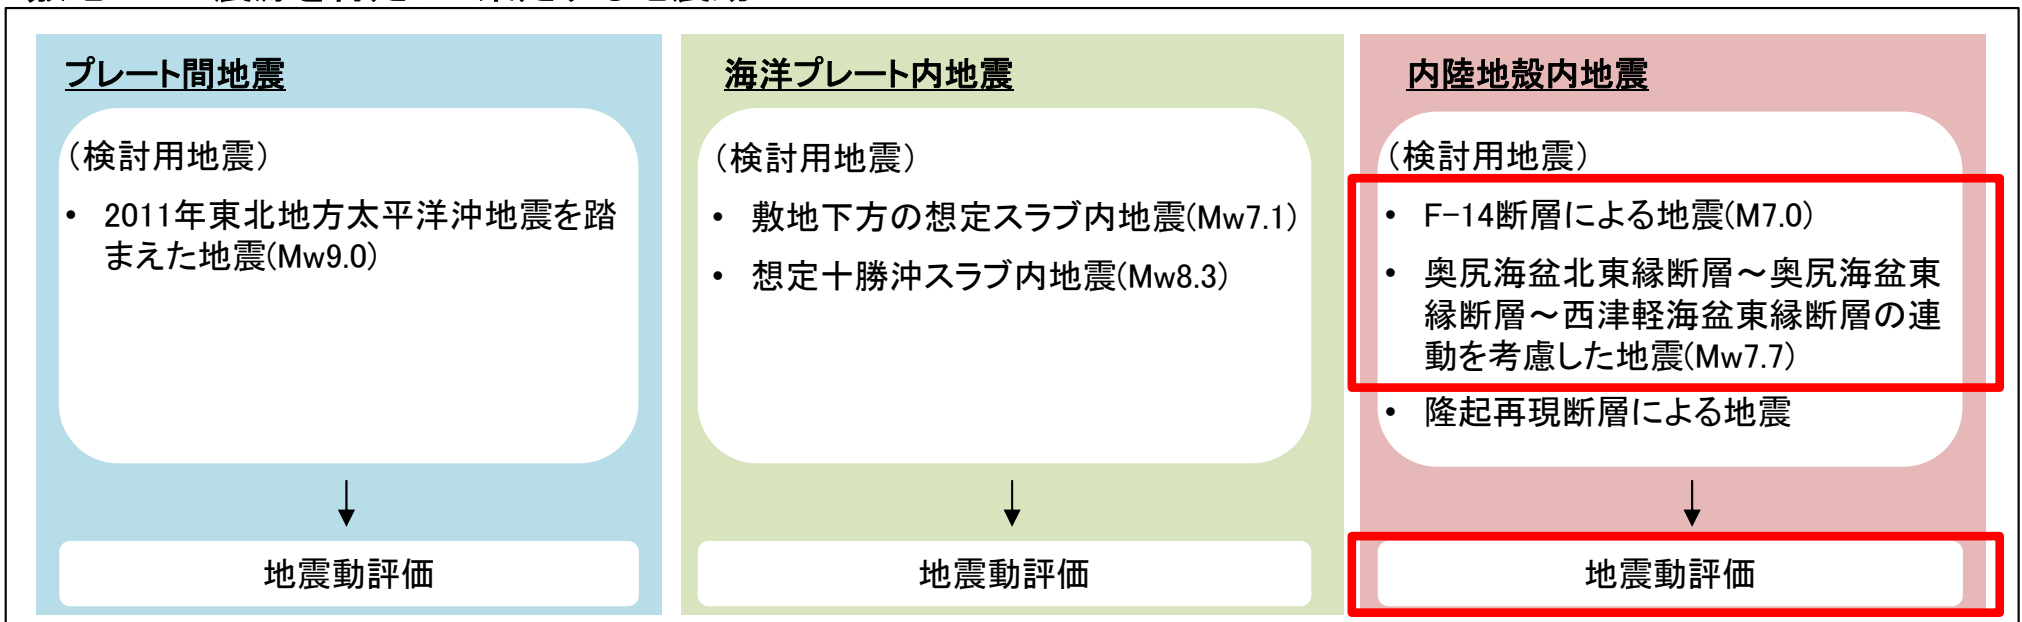 プレート間地震
(検討用地震)
• 2011年東北地方太平洋沖地震を踏
まえた地震(Mw9.0)
地震動評価
海洋プレート内地震
(検討用地震)
• 敷地下方の想定スラブ内地震(Mw7.1)
• 想定十勝沖スラブ内地震(Mw8.3)
地震動評価
内陸地殻内地震
(検討用地震)
• F-14断層による地震(M7.0)
• 奥尻海盆北東縁断層～奥尻海盆東
縁断層～西津軽海盆東縁断層の連
動を考慮した地震(Mw7.7)
• 隆起再現断層による地震
地震動評価